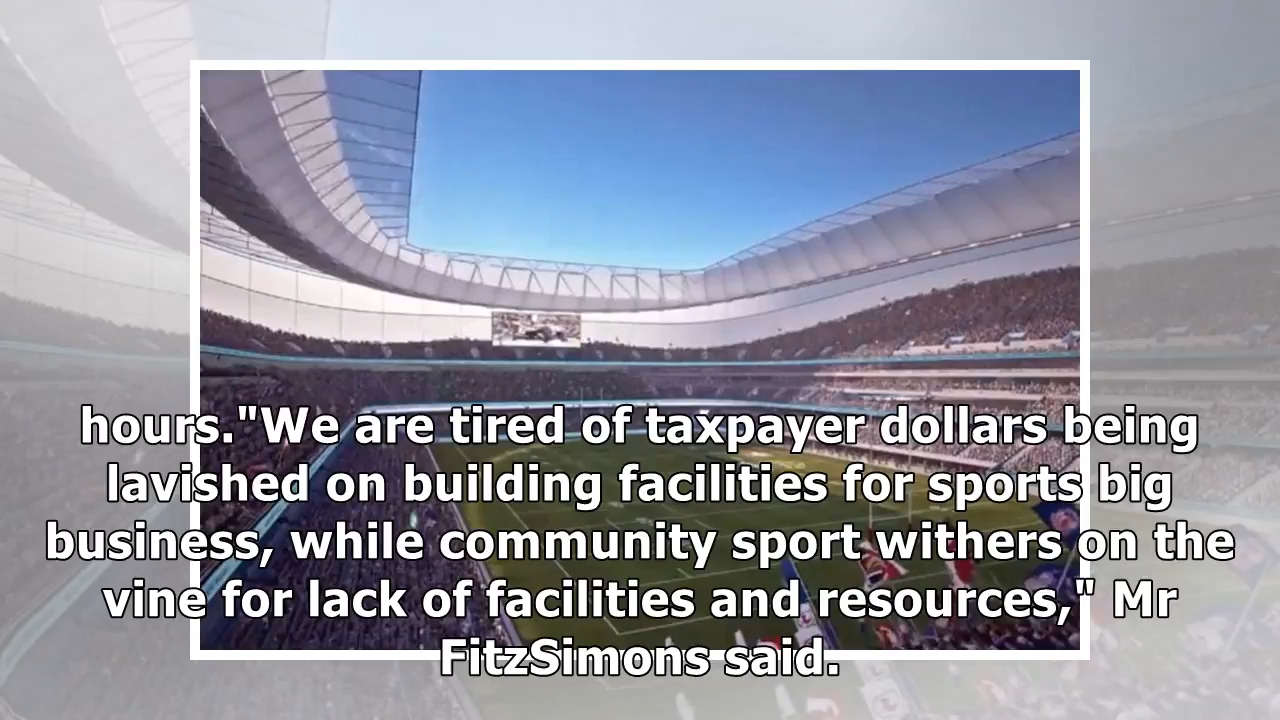 hours."We are tired of taxpayer dollars being
lavished on building facilities for sports big
business, while community sport withers on the
vine for lack of facilities and resources," Mr
FitzSimons said.